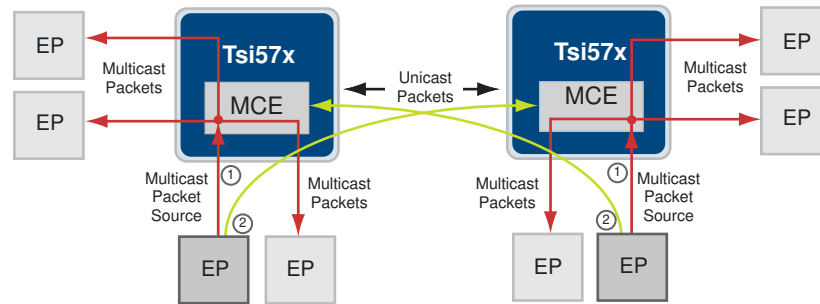 EP
Multicast
Packets
EP
Tsi57x
MCE
Unicast
Packets
Tsi57x
MCE
EP
Multicast
Packets
EP
1
Multicast
Packet
Source
2
EP
Multicast
Packets
EP
Multicast
Packets
EP
1
Multicast
Packet
Source
2
EP